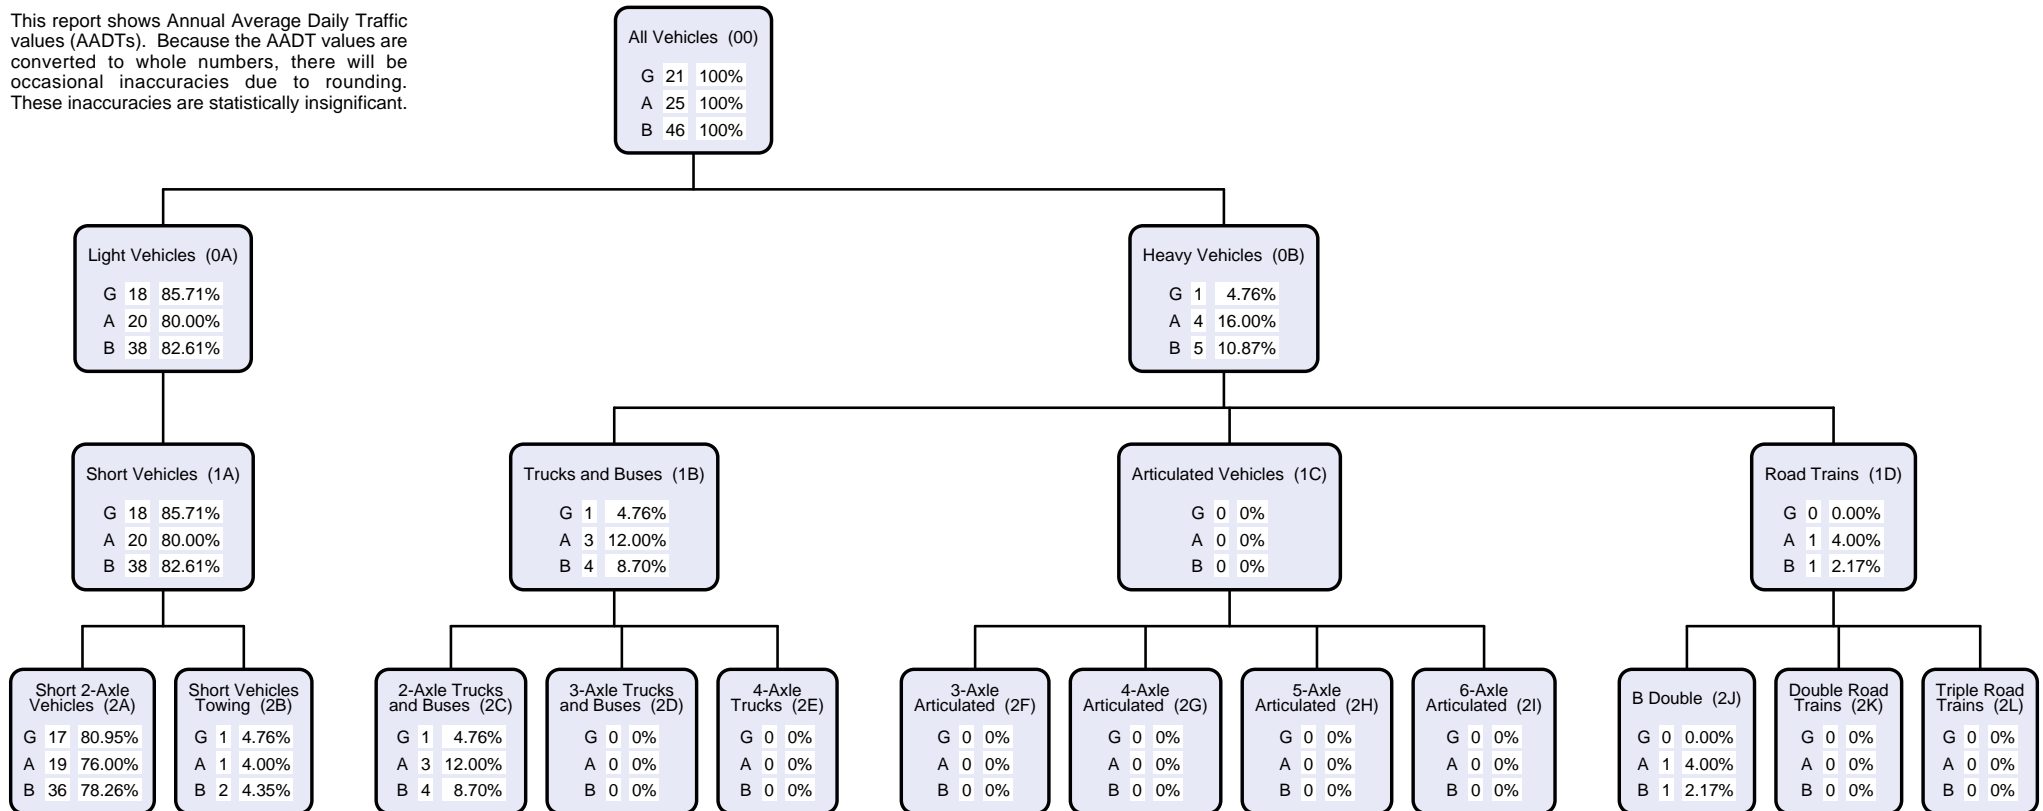 This report shows Annual Average Daily Traffic
values (AADTs). Because the AADT values are
converted to whole numbers, there will be
occasional inaccuracies due to rounding.
These inaccuracies are statistically insignificant.
All Vehicles (00)
G 21 100%
A 25 100%
B 46 100%
Light Vehicles (0A)
G 18 85.71%
A 20 80.00%
B 38 82.61%
Heavy Vehicles (0B)
G 1 4.76%
A 4 16.00%
B 5 10.87%
Short Vehicles (1A)
G 18 85.71%
A 20 80.00%
B 38 82.61%
Trucks and Buses (1B)
G 1 4.76%
A 3 12.00%
B 4 8.70%
Articulated Vehicles (1C)
G 0 0%
A 0 0%
B 0 0%
Road Trains (1D)
G 0 0.00%
A 1 4.00%
B 1 2.17%
Short 2-Axle
Vehicles (2A)
G 17 80.95%
A 19 76.00%
B 36 78.26%
Short Vehicles
Towing (2B)
G 1 4.76%
A 1 4.00%
B 2 4.35%
2-Axle Trucks
and Buses (2C)
G 1 4.76%
A 3 12.00%
B 4 8.70%
3-Axle Trucks
and Buses (2D)
G 0 0%
A 0 0%
B 0 0%
4-Axle
Trucks (2E)
G 0 0%
A 0 0%
B 0 0%
3-Axle
Articulated (2F)
G 0 0%
A 0 0%
B 0 0%
4-Axle
Articulated (2G)
G 0 0%
A 0 0%
B 0 0%
5-Axle
Articulated (2H)
G 0 0%
A 0 0%
B 0 0%
6-Axle
Articulated (2I)
G 0 0%
A 0 0%
B 0 0%
B Double (2J)
G 0 0.00%
A 1 4.00%
B 1 2.17%
Double Road
Trains (2K)
G 0 0%
A 0 0%
B 0 0%
Triple Road
Trains (2L)
G 0 0%
A 0 0%
B 0 0%